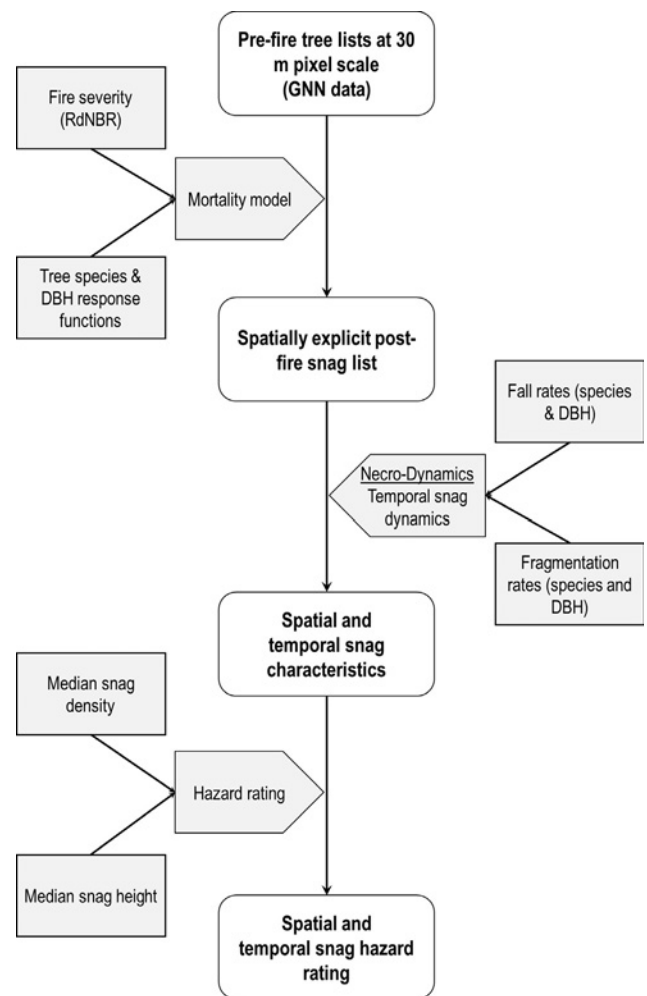 Pre-fire tree lists at 30
m pixel scale
(GNN data)
Fire severity
(RdNBR)
Mortality model
Tree species &
DBH response
functions
Spatially explicit post-
fire snag list
Fall rates (species
& DBH)
Necro-Dynamics
Temporal snag
dynamics
Fragmentation
rates (species and
DBH)
Spatial and
temporal snag
characteristics
Median snag
density
Hazard rating
Median snag height
Spatial and
temporal snag hazard
rating